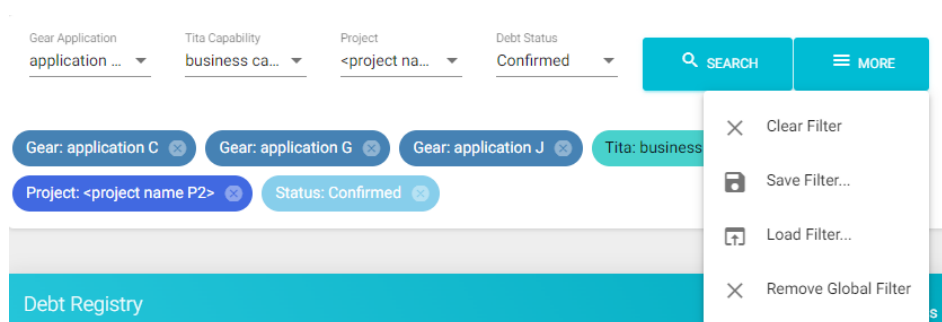 Gear Application Tita Capability Project Debt Status
application ... business ca... <project na... Confirmed SEARCH MORE
Clear Filter
Gear: application C Gear: application G Gear: application J Tita: business
Save Filter...
Project: <project name P2> Status: Confirmed
Load Filter...
Remove Global Filter
Debt Registry
s